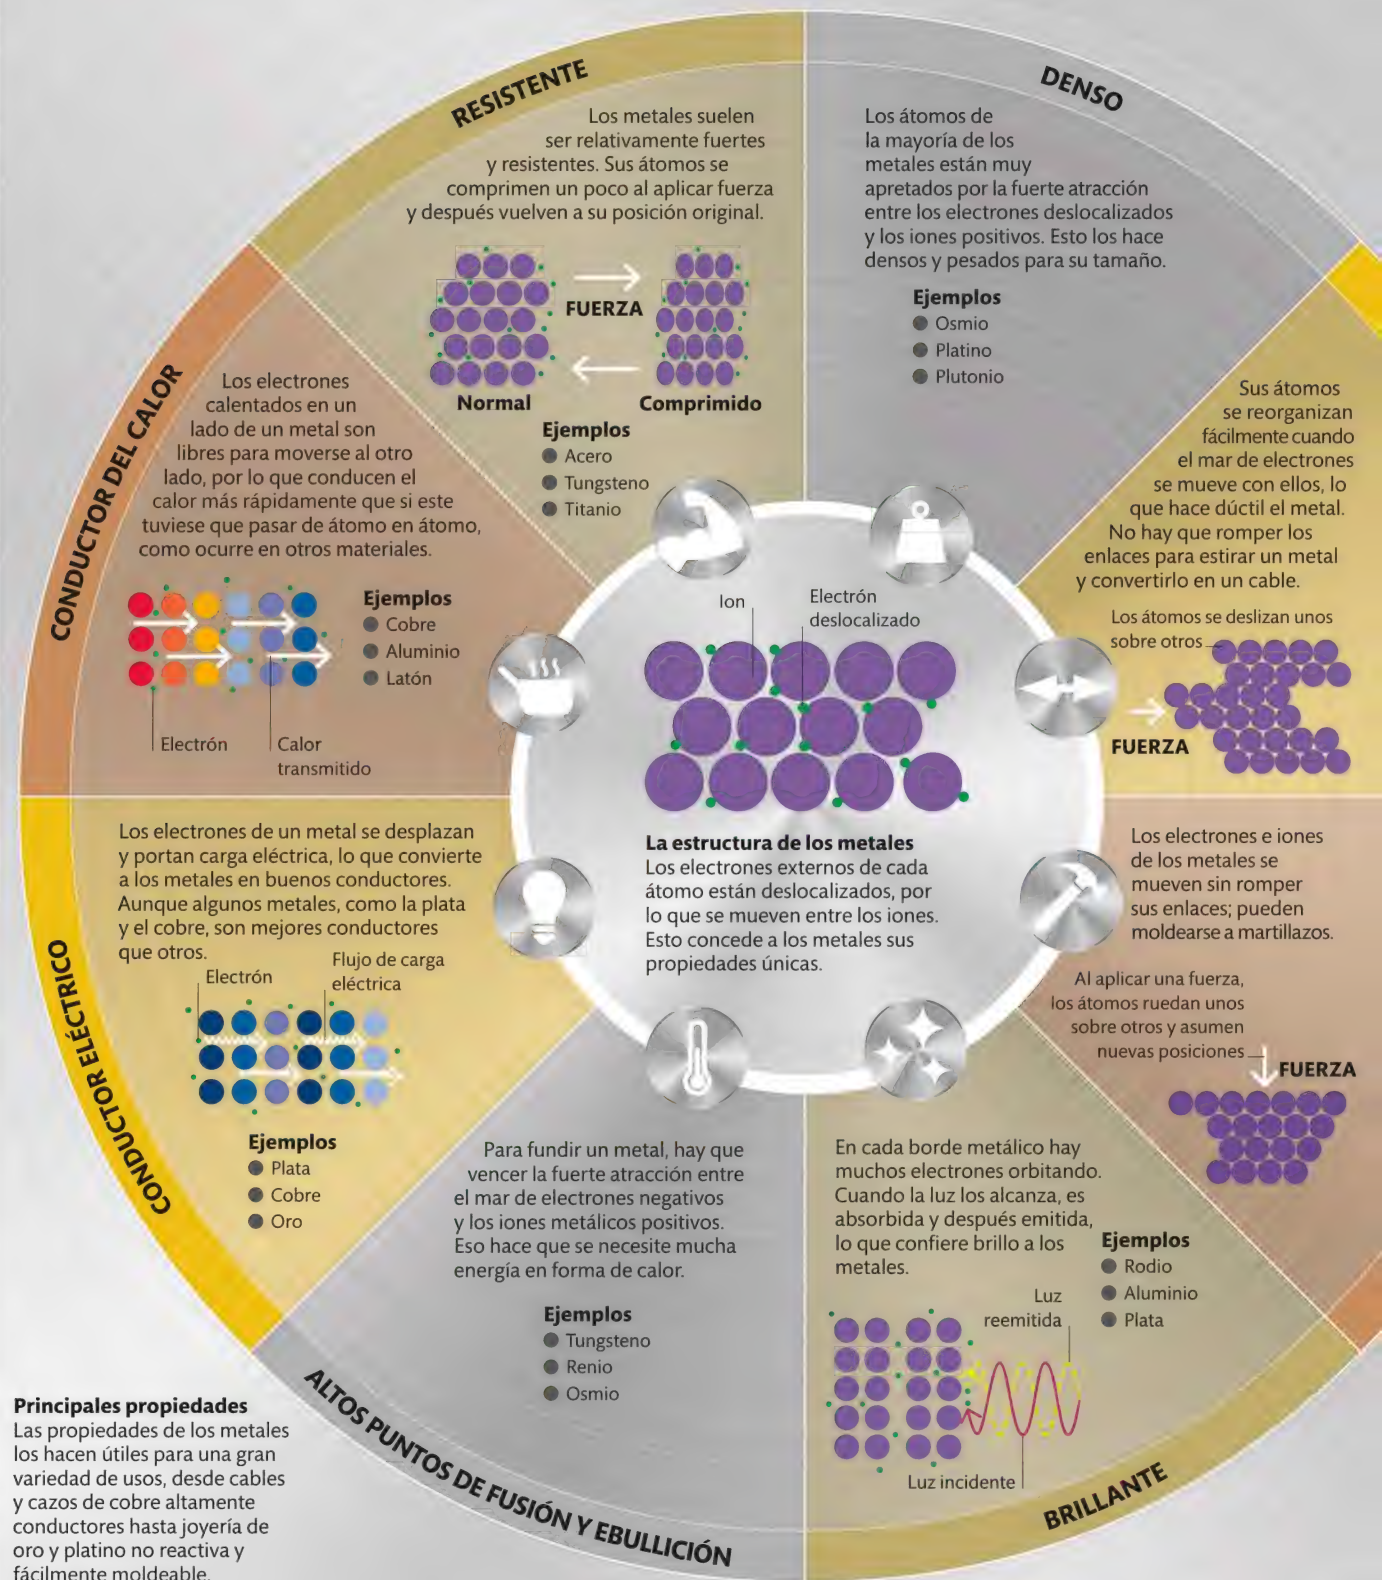 RESISTENTE
Los metales suelen
ser relativamente fuertes
y resistentes. Sus átomos se
comprimen un poco al aplicar fuerza
y después vuelven a su posición original.
FUERZA
Normal
Comprimido
Ejemplos
Acero
Tungsteno
Titanio
DENSO
Los átomos de
la mayoría de los
metales están muy
apretados por la fuerte atracción
entre los electrones deslocalizados
y los iones positivos. Esto los hace
densos y pesados para su tamaño.
Ejemplos
Osmio
Platino
Plutonio
Sus átomos
se reorganizan
fácilmente cuando
el mar de electrones
se mueve con ellos, lo
que hace dúctil el metal.
No hay que romper los
enlaces para estirar un metal
y convertirlo en un cable.
Los átomos se deslizan unos
sobre otros
FUERZA
CONDUCTOR DEL CALOR
Los electrones
calentados en un
lado de un metal son
libres para moverse al otro
lado, por lo que conducen el
calor más rápidamente que si este
tuviese que pasar de átomo en átomo,
como ocurre en otros materiales.
Ejemplos
Cobre
Aluminio
Latón
Electrón
Calor
transmitido
Ion
Electrón
deslocalizado
La estructura de los metales
Los electrones externos de cada
átomo están deslocalizados, por
lo que se mueven entre los iones.
Esto concede a los metales sus
propiedades únicas.
Los electrones e iones
de los metales se
mueven sin romper
sus enlaces; pueden
moldearse a martillazos.
Al aplicar una fuerza,
los átomos ruedan unos
sobre otros y asumen
nuevas posiciones
FUERZA
CONDUCTOR ELÉCTRICO
Los electrones de un metal se desplazan
y portan carga eléctrica, lo que convierte
a los metales en buenos conductores.
Aunque algunos metales, como la plata
y el cobre, son mejores conductores
que otros.
Electrón
Flujo de carga
eléctrica
Ejemplos
Plata
Cobre
Oro
Para fundir un metal, hay que
vencer la fuerte atracción entre
el mar de electrones negativos
y los iones metálicos positivos.
Eso hace que se necesite mucha
energía en forma de calor.
Ejemplos
Tungsteno
Renio
Osmio
ALTOS PUNTOS DE FUSIÓN Y EBULLICIÓN
En cada borde metálico hay
muchos electrones orbitando.
Cuando la luz los alcanza, es
absorbida y después emitida,
lo que confiere brillo a los
metales.
Ejemplos
Rodio
Aluminio
Plata
Luz
reemitida
Luz incidente
BRILLANTE
Principales propiedades
Las propiedades de los metales
los hacen útiles para una gran
variedad de usos, desde cables
y cazos de cobre altamente
conductores hasta joyería de
oro y platino no reactiva y
fácilmente moldeable.